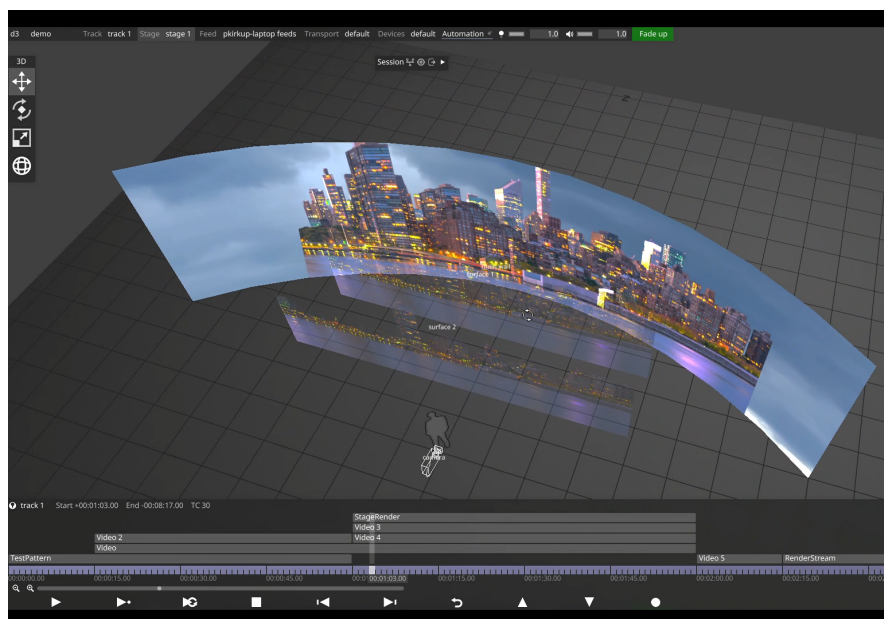 d3 demo Track track 1 Stage stage 1 Feed pkirkup-laptop feeds Transport default Devices default Automation 1.0 1.0 Fade up
3D
Session
surface 1
surface 2
camera
track 1 Start +00:01:03.00 End -00:08:17.00 TC 30
StageRender
Video 3
Video 2 Video 4
Video
TestPattern Video 5 RenderStream
00:00:00.00 00:00:15.00 00:00:30.00 00:00:45.00 00:01:03.00 00:01:15.00 00:01:30.00 00:01:45.00 00:02:00.00 00:02:15.00